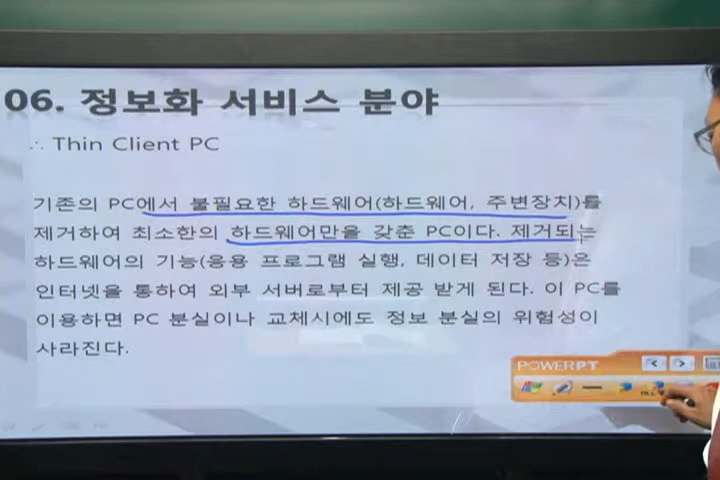 06. 정보화 서비스 분야
∴ Thin Client PC
기존의 PC에서 불필요한 하드웨어(하드웨어, 주변장치)를
제거하여 최소한의 하드웨어만을 갖춘 PC이다. 제거되는
하드웨어의 기능(응용 프로그램 실행, 데이터 저장 등)은
인터넷을 통하여 외부 서버로부터 제공 받게 된다. 이 PC를
이용하면 PC 분실이나 교체시에도 정보 분실의 위험성이
사라진다.
POWERPT